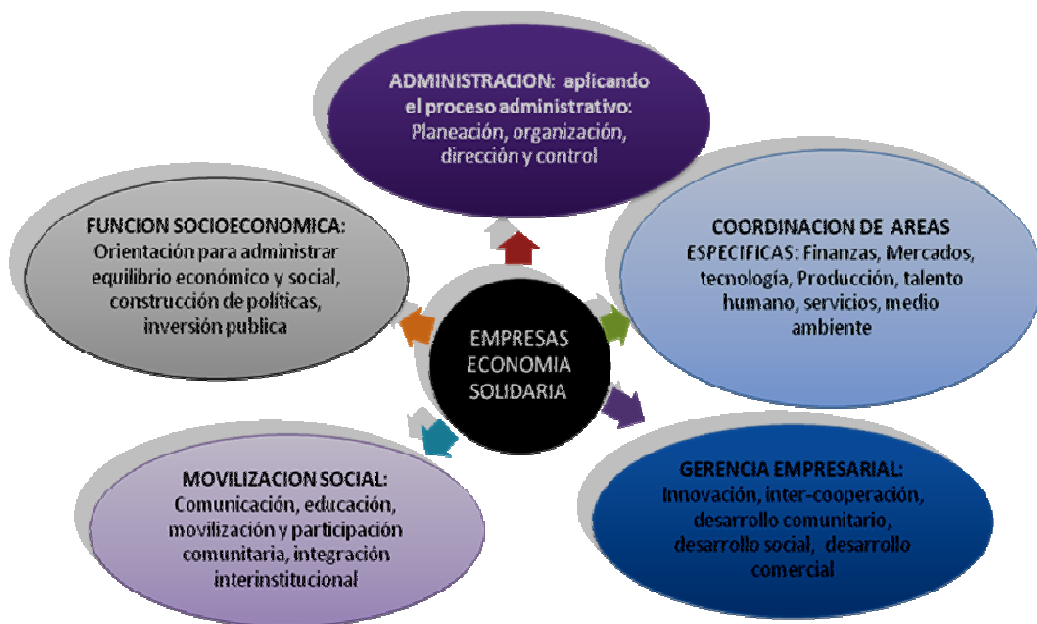 ADMINISTRACION: aplicando
el proceso administrativo:
Planeación, organización,
dirección y control
FUNCION SOCIOECONOMICA:
Orientación para administrar
equilibrio económico y social,
construcción de políticas,
inversión publica
COORDINACION DE AREAS
ESPECIFICAS: Finanzas, Mercados,
tecnología, Producción, talento
humano, servicios, medio
ambiente
EMPRESAS
ECONOMIA
SOLIDARIA
MOVILIZACION SOCIAL:
Comunicación, educación,
movilización y participación
comunitaria, integración
interinstitucional
GERENCIA EMPRESARIAL:
Innovación, inter-cooperación,
desarrollo comunitario,
desarrollo social, desarrollo
comercial